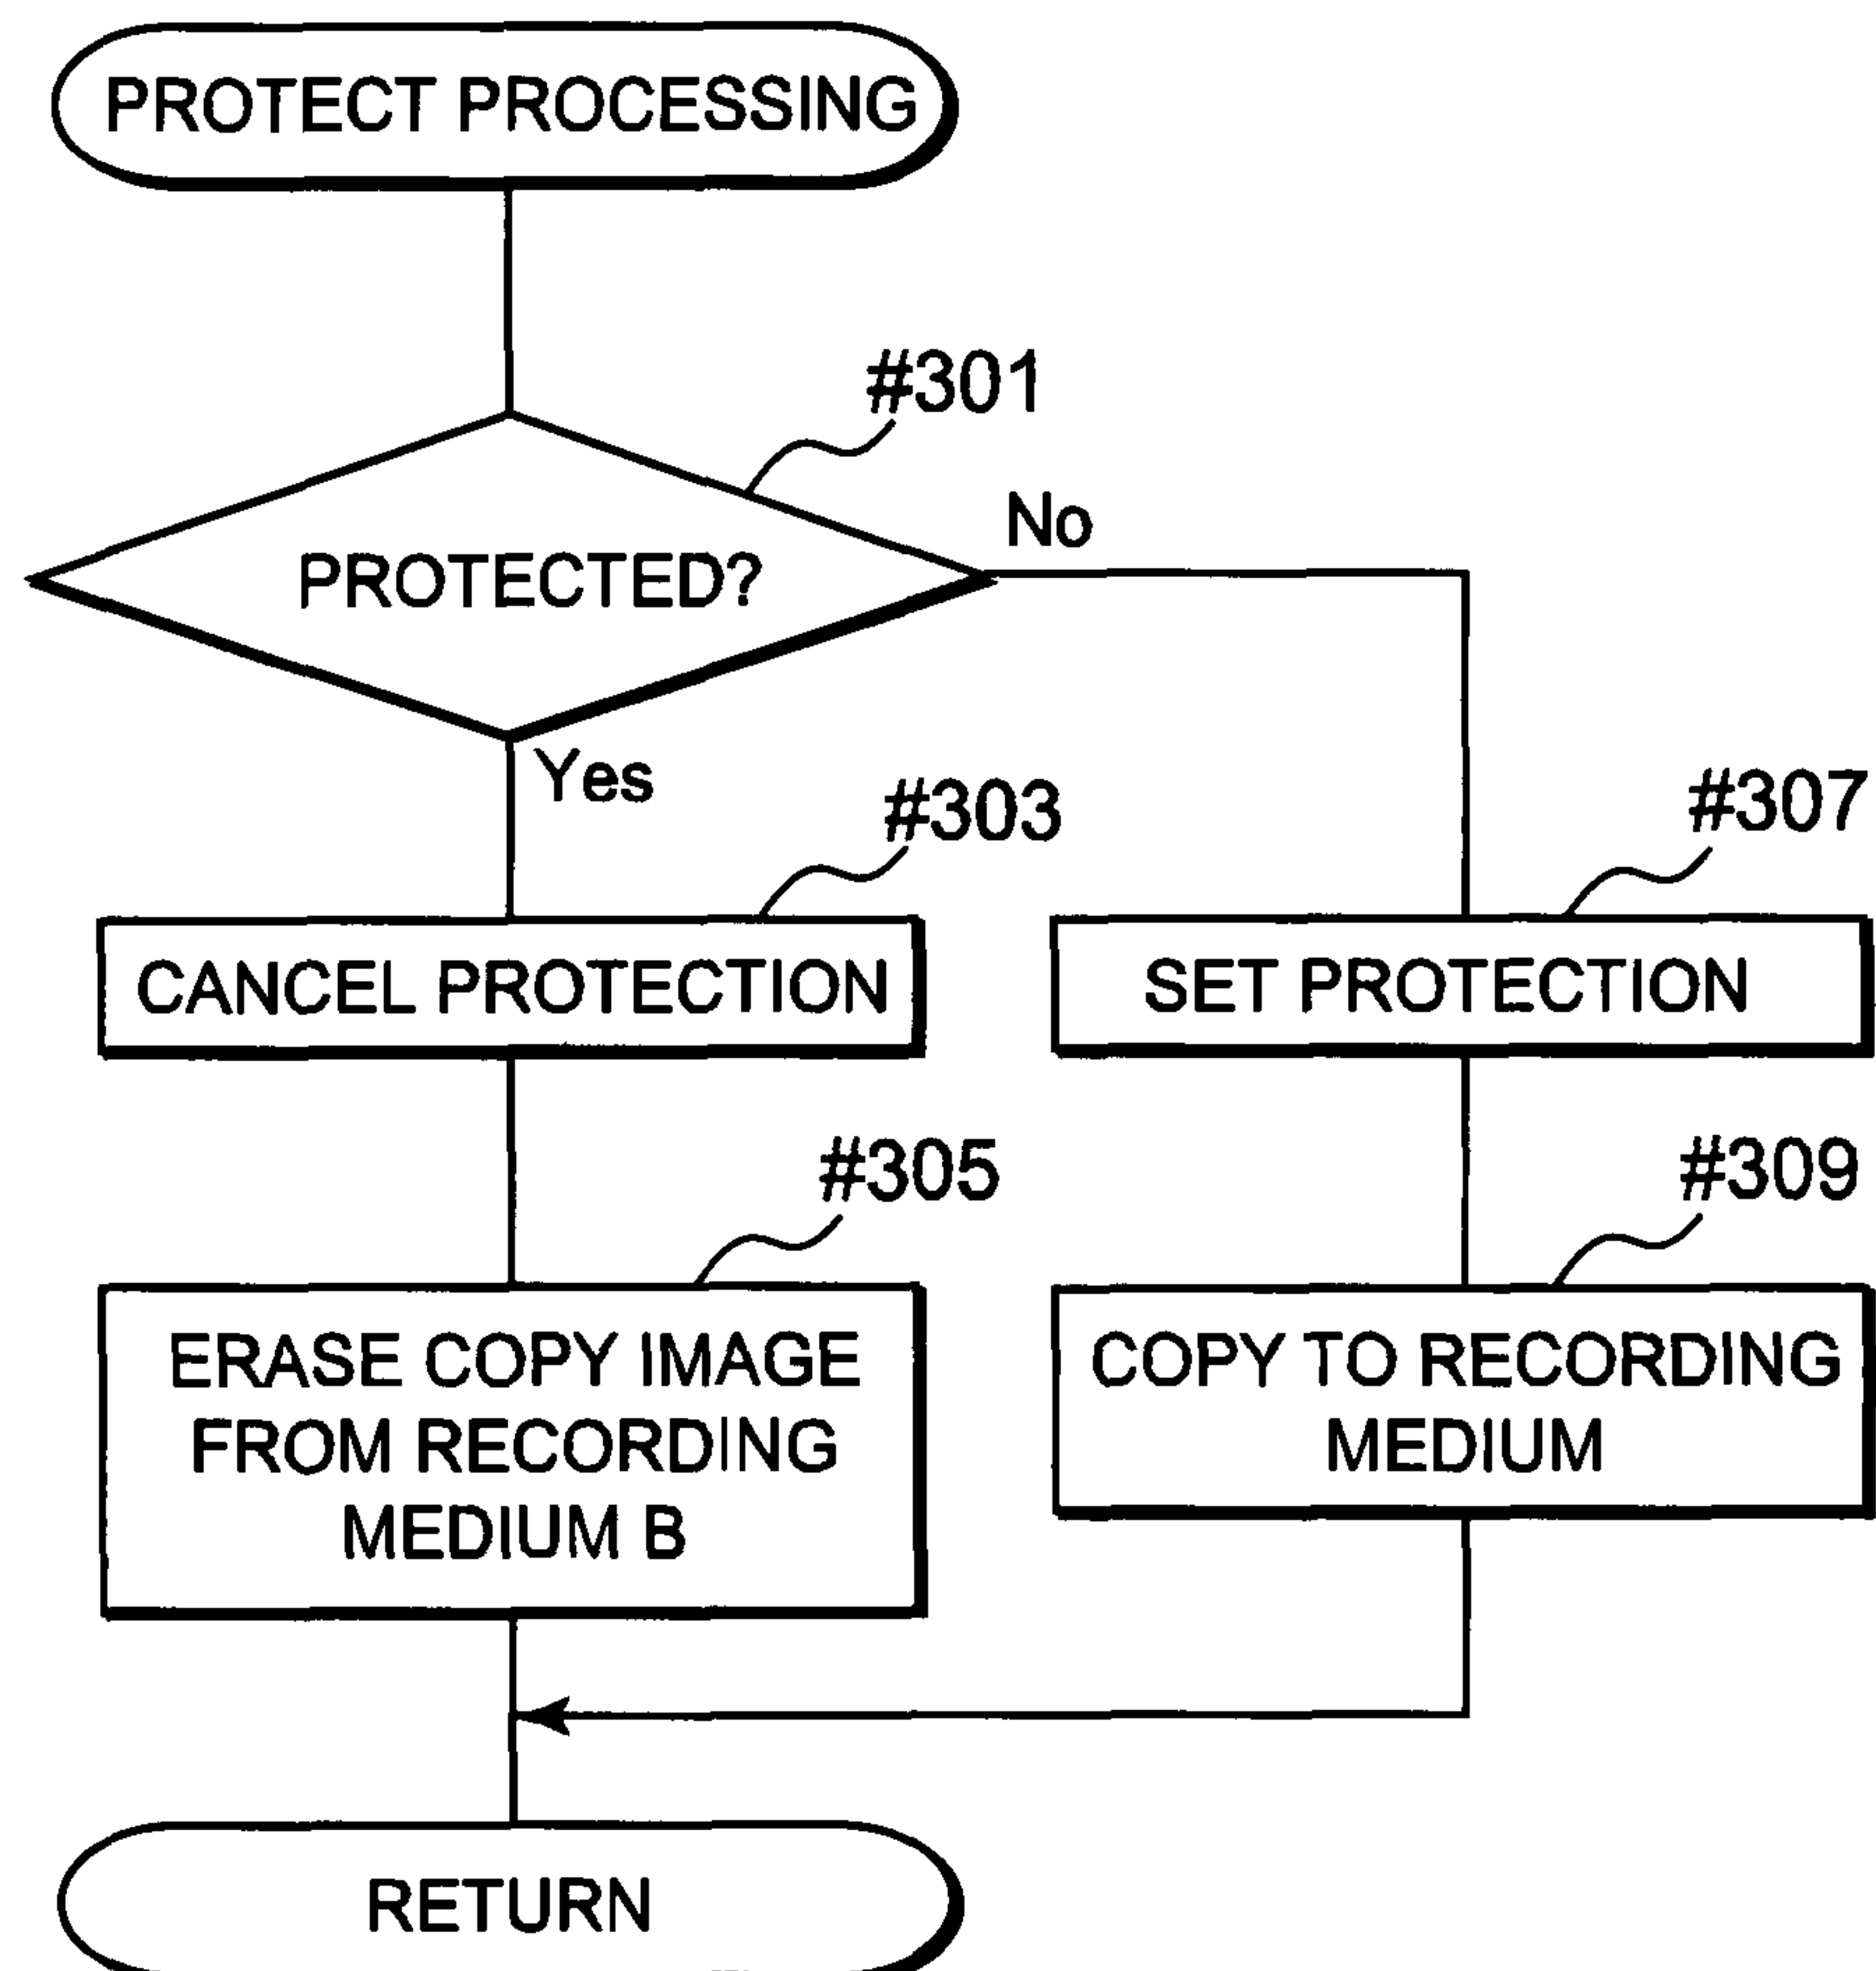 PROTECT PROCESSING
#301
No
PROTECTED?
Yes
#303
#307
CANCEL PROTECTION
SET PROTECTION
#305
#309
ERASE COPY IMAGE
FROM RECORDING
MEDIUM B
COPY TO RECORDING
MEDIUM
RETURN